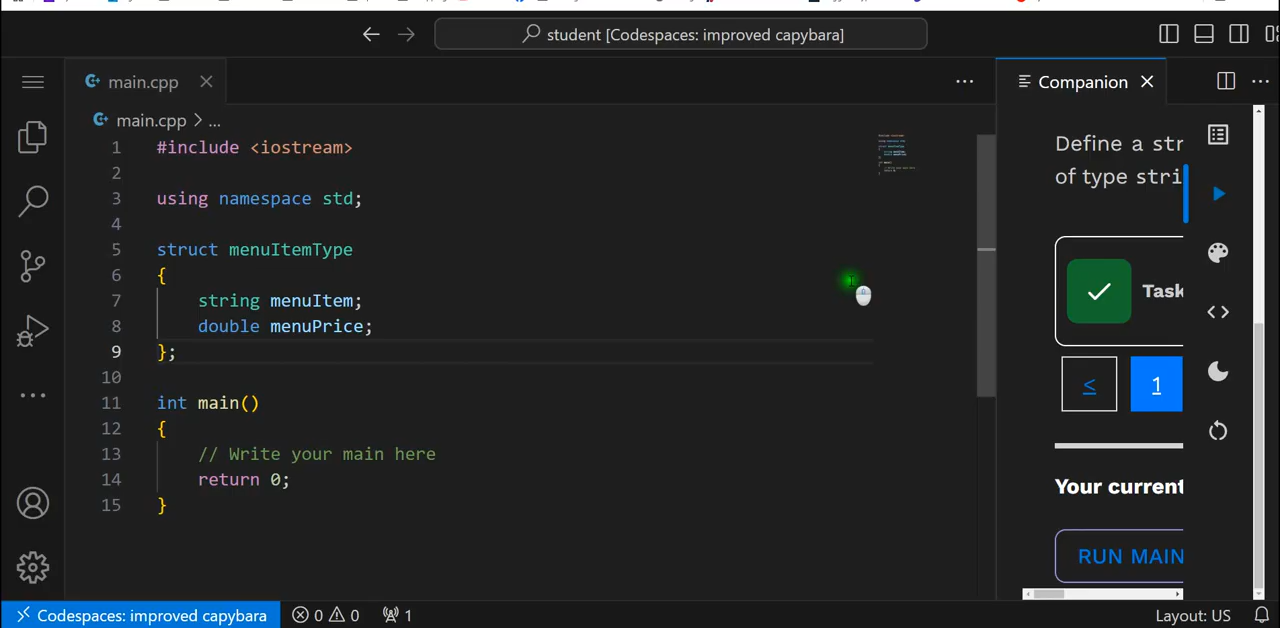 student [Codespaces: improved capybara]
main.cpp
Companion
main.cpp > ...
1 #include <iostream>
2
3 using namespace std;
4
5 struct menuItemType
6 {
7 string menuItem;
8 double menuPrice;
9 };
10
11 int main()
12 {
13 // Write your main here
14 return 0;
15 }
Define a str
of type stri
Task
≤
1
Your current
RUN MAIN
Codespaces: improved capybara
0
0
1
Layout: US